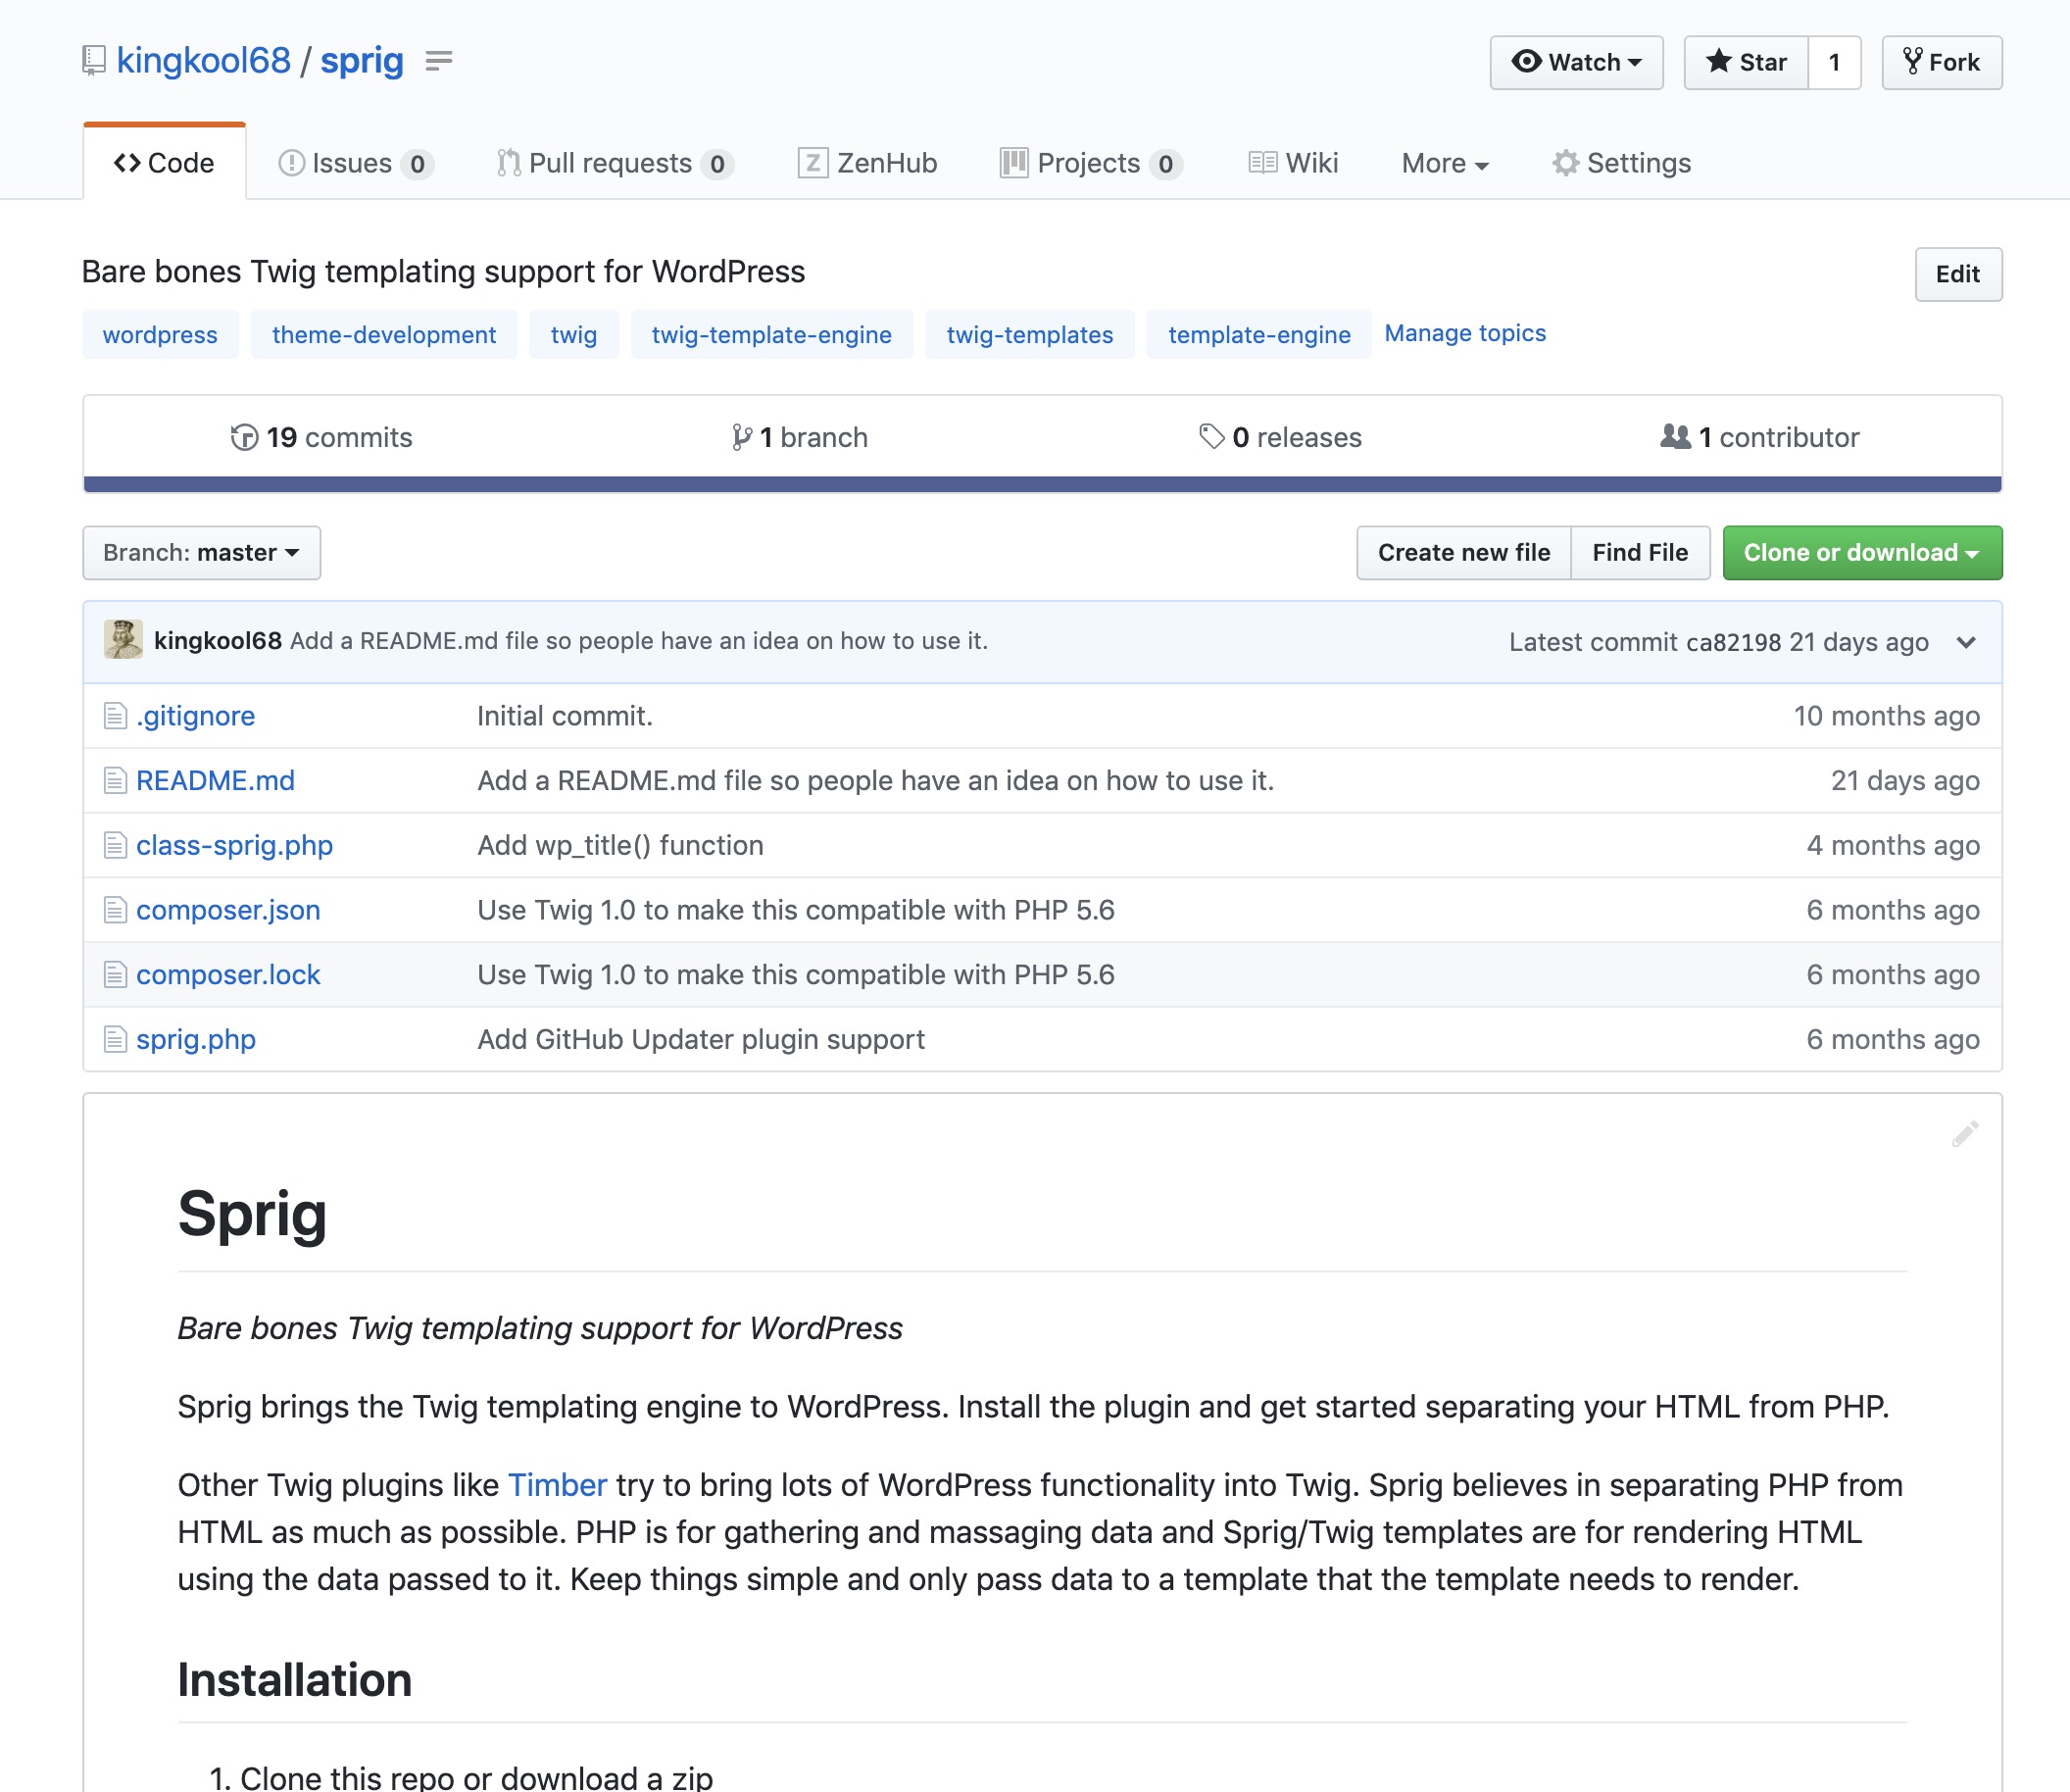 kingkool68 / sprig
Watch Star 1 Fork
Code Issues 0 Pull requests 0 ZenHub Projects 0 Wiki More Settings
Bare bones Twig templating support for WordPress Edit
wordpress theme-development twig twig-template-engine twig-templates template-engine Manage topics
19 commits 1 branch 0 releases 1 contributor
Branch: master Create new file Find File Clone or download
kingkool68 Add a README.md file so people have an idea on how to use it. Latest commit ca82198 21 days ago
.gitignore Initial commit. 10 months ago
README.md Add a README.md file so people have an idea on how to use it. 21 days ago
class-sprig.php Add wp_title() function 4 months ago
composer.json Use Twig 1.0 to make this compatible with PHP 5.6 6 months ago
composer.lock Use Twig 1.0 to make this compatible with PHP 5.6 6 months ago
sprig.php Add GitHub Updater plugin support 6 months ago
Sprig
Bare bones Twig templating support for WordPress
Sprig brings the Twig templating engine to WordPress. Install the plugin and get started separating your HTML from PHP.
Other Twig plugins like Timber try to bring lots of WordPress functionality into Twig. Sprig believes in separating PHP from
HTML as much as possible. PHP is for gathering and massaging data and Sprig/Twig templates are for rendering HTML
using the data passed to it. Keep things simple and only pass data to a template that the template needs to render.
Installation
1. Clone this repo or download a zip